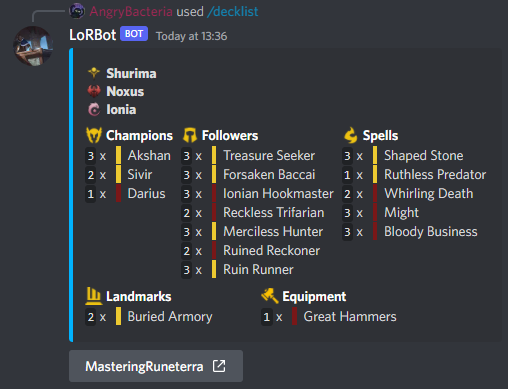 AngryBacteria used /decklist
LoRBot BOT Today at 13:36
Shurima
Noxus
Ionia
Champions
3 x Akshan
2 x Sivir
1 x Darius
Followers
3 x Treasure Seeker
3 x Forsaken Baccai
3 x Ionian Hookmaster
2 x Reckless Trifarian
3 x Merciless Hunter
2 x Ruined Reckoner
3 x Ruin Runner
Spells
3 x Shaped Stone
1 x Ruthless Predator
2 x Whirling Death
3 x Might
3 x Bloody Business
Landmarks
2 x Buried Armory
Equipment
1 x Great Hammers
MasteringRuneterra